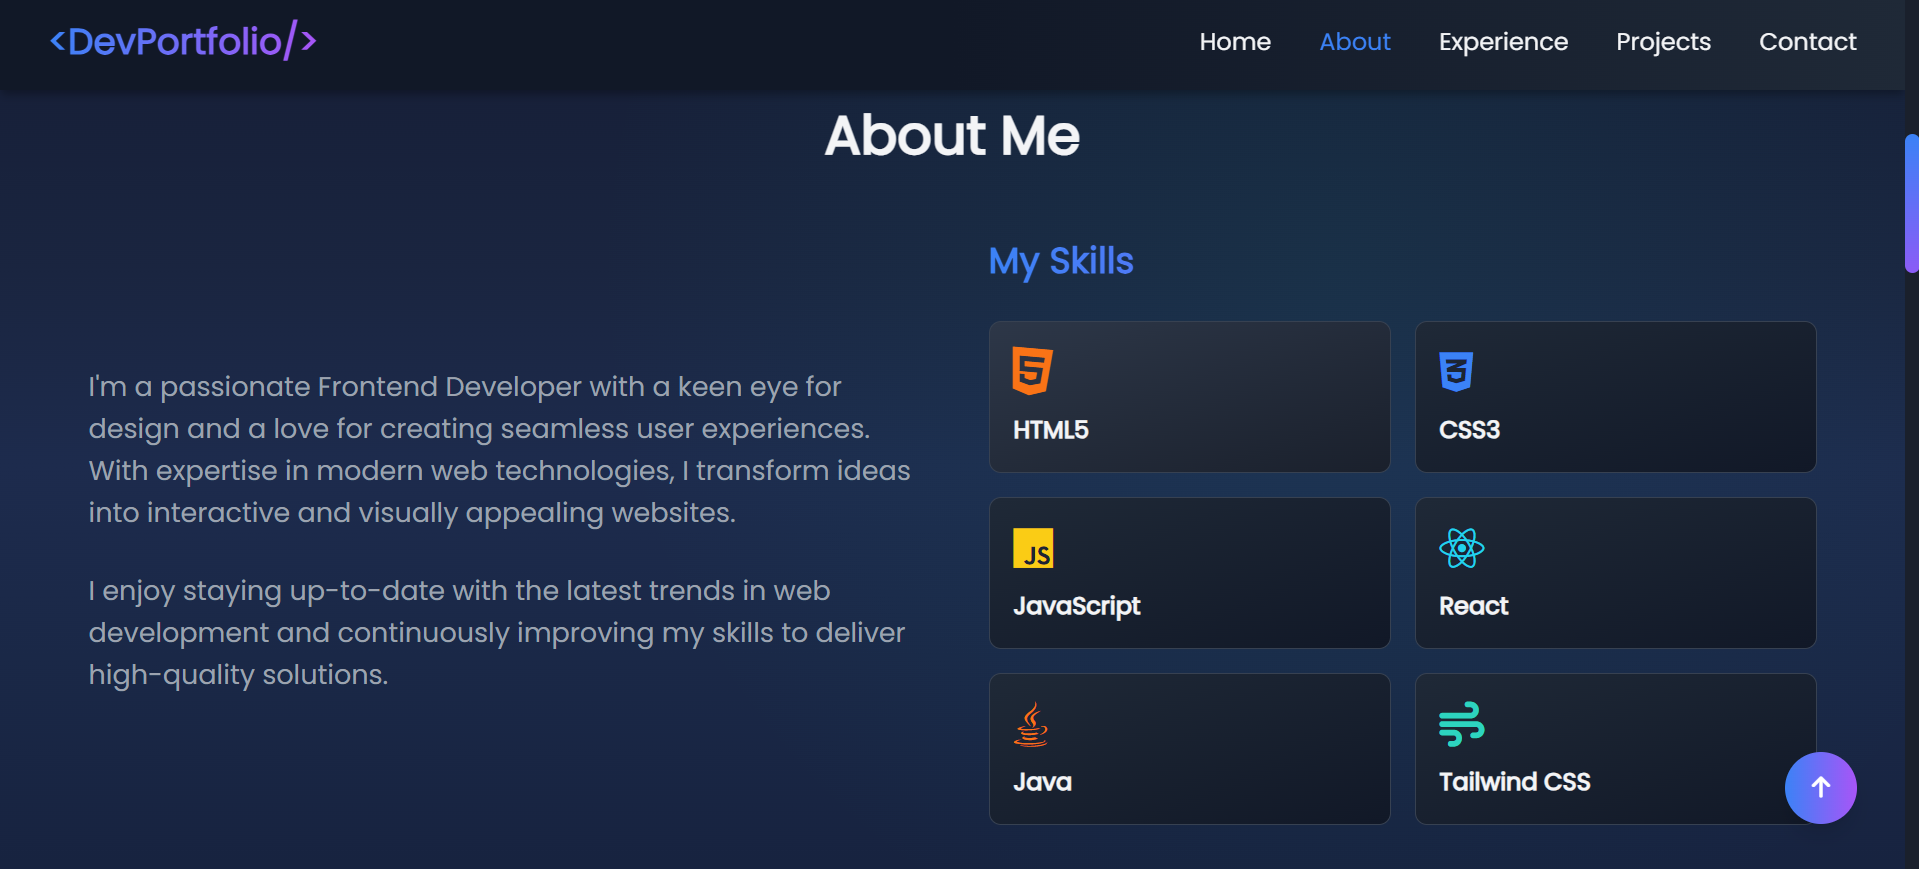 <DevPortfolio/>
Home
About
Experience
Projects
Contact
About Me
I'm a passionate Frontend Developer with a keen eye for
design and a love for creating seamless user experiences.
With expertise in modern web technologies, I transform ideas
into interactive and visually appealing websites.
I enjoy staying up-to-date with the latest trends in web
development and continuously improving my skills to deliver
high-quality solutions.
My Skills
5
HTML5
3
CSS3
JS
JavaScript
React
Java
Tailwind CSS